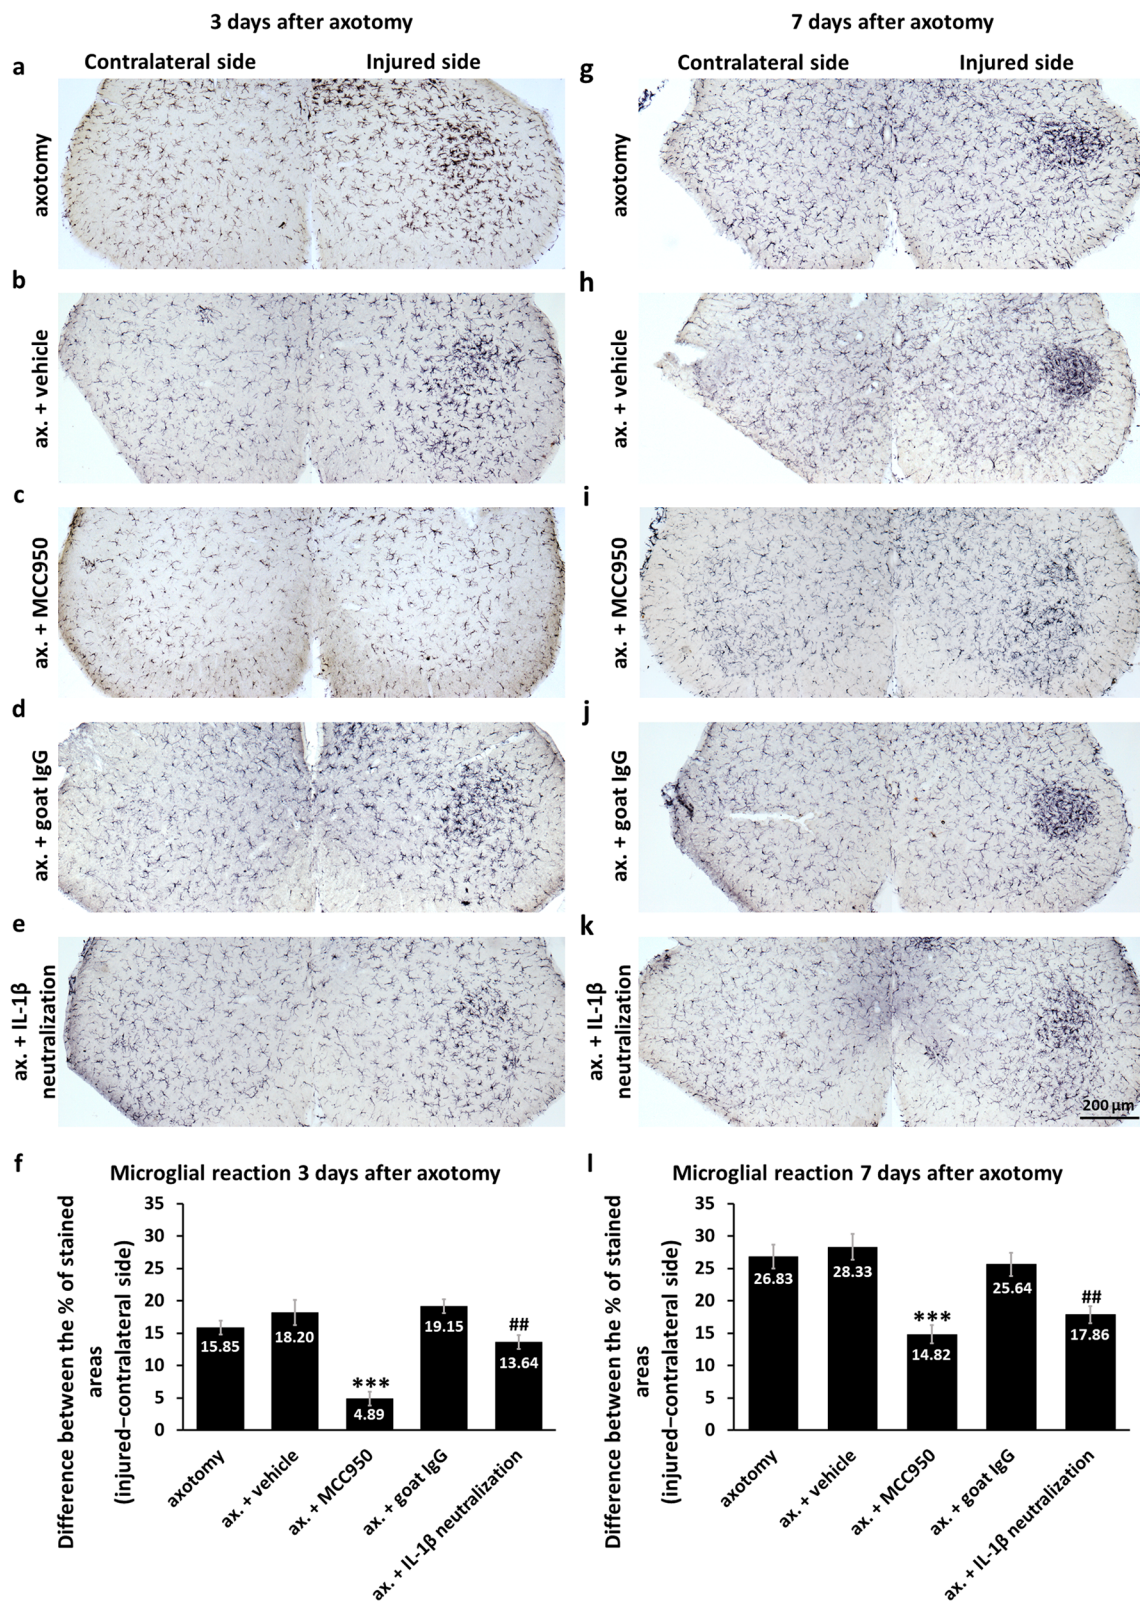 3 days after axotomy
7 days after axotomy
a
Contralateral side
Injured side
g
Contralateral side
Injured side
axotomy
axotomy
b
h
ax. + vehicle
ax. + vehicle
c
i
ax. + MCC950
ax. + MCC950
d
j
ax. + goat IgG
ax. + goat IgG
e
k
ax. + IL-1β
neutralization
ax. + IL-1β
neutralization
200 µm
f
Microglial reaction 3 days after axotomy
Difference between the % of stained
areas
(injured–contralateral side)
35
30
25
20
15
10
5
0
15.85
18.20
***
4.89
19.15
##
13.64
axotomy
ax. + vehicle
ax. + MCC950
ax. + goat IgG
ax. + IL-1β neutralization
l
Microglial reaction 7 days after axotomy
Difference between the % of stained
areas
(injured–contralateral side)
35
30
25
20
15
10
5
0
26.83
28.33
***
14.82
25.64
##
17.86
axotomy
ax. + vehicle
ax. + MCC950
ax. + goat IgG
ax. + IL-1β neutralization